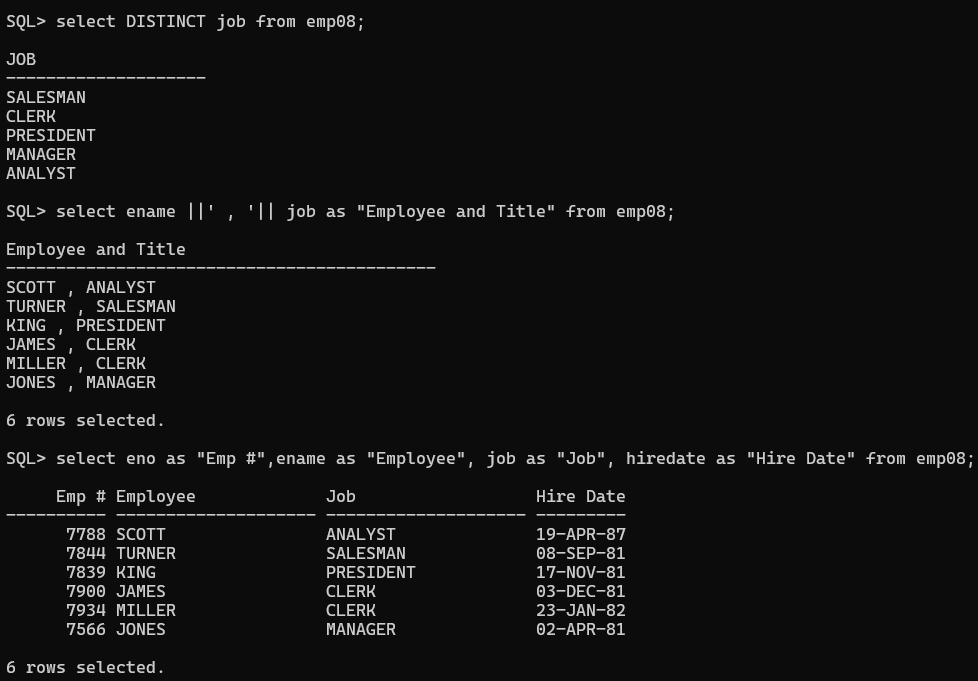 SQL> select DISTINCT job from emp08;
JOB
--------------------
SALESMAN
CLERK
PRESIDENT
MANAGER
ANALYST
SQL> select ename ||' , '|| job as "Employee and Title" from emp08;
Employee and Title
-------------------------------------------
SCOTT , ANALYST
TURNER , SALESMAN
KING , PRESIDENT
JAMES , CLERK
MILLER , CLERK
JONES , MANAGER
6 rows selected.
SQL> select eno as "Emp #",ename as "Employee", job as "Job", hiredate as "Hire Date" from emp08;
     Emp # Employee             Job                  Hire Date
---------- -------------------- -------------------- ---------
      7788 SCOTT                ANALYST              19-APR-87
      7844 TURNER               SALESMAN             08-SEP-81
      7839 KING                 PRESIDENT            17-NOV-81
      7900 JAMES                CLERK                03-DEC-81
      7934 MILLER               CLERK                23-JAN-82
      7566 JONES                MANAGER              02-APR-81
6 rows selected.